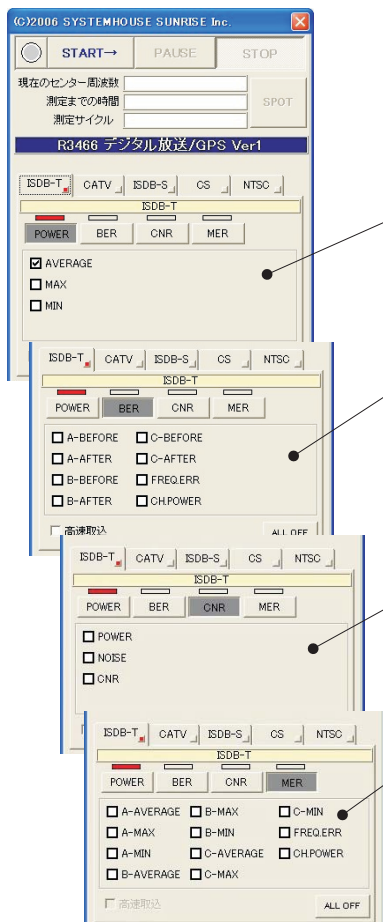 (C)2006 SYSTEMHOUSE SUNRISE Inc.
START→ PAUSE STOP
現在のセンター周波数
測定までの時間 SPOT
測定サイクル
R3466 デジタル放送/GPS Ver1
ISDB-T CATV ISDB-S CS NTSC
ISDB-T
POWER BER CNR MER
AVERAGE
MAX
MIN
ISDB-T CATV ISDB-S CS NTSC
ISDB-T
POWER BER CNR MER
A-BEFORE C-BEFORE
A-AFTER C-AFTER
B-BEFORE FREQ.ERR
B-AFTER CH.POWER
高速取込 ALL OFF
ISDB-T CATV ISDB-S CS NTSC
ISDB-T
POWER BER CNR MER
POWER
NOISE
CNR
ISDB-T CATV ISDB-S CS NTSC
ISDB-T
POWER BER CNR MER
A-AVERAGE B-MAX C-MIN
A-MAX B-MIN FREQ.ERR
A-MIN C-AVERAGE CH.POWER
B-AVERAGE C-MAX
高速取込 ALL OFF